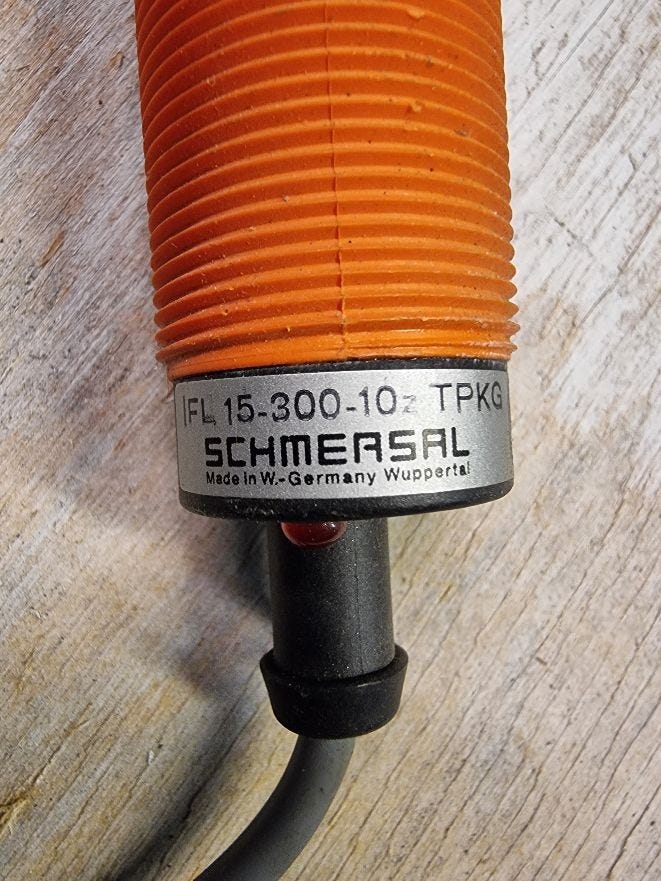 IFL 15-300-10z TPKG
SCHMERSAL
Made in W.-Germany Wuppertal